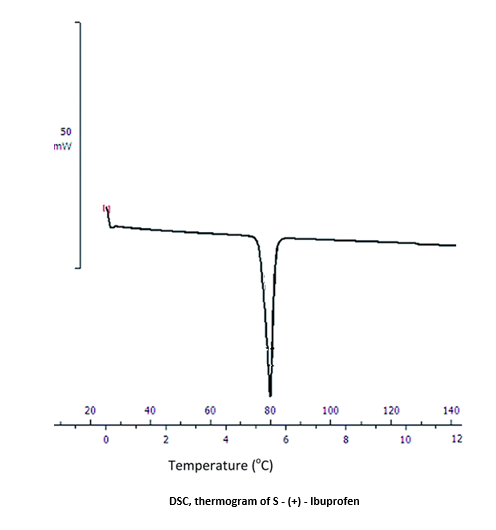 50
mW
20 40 60 80 100 120 140
0 2 4 6 8 10 12
Temperature (°C)
DSC, thermogram of S - (+) - Ibuprofen